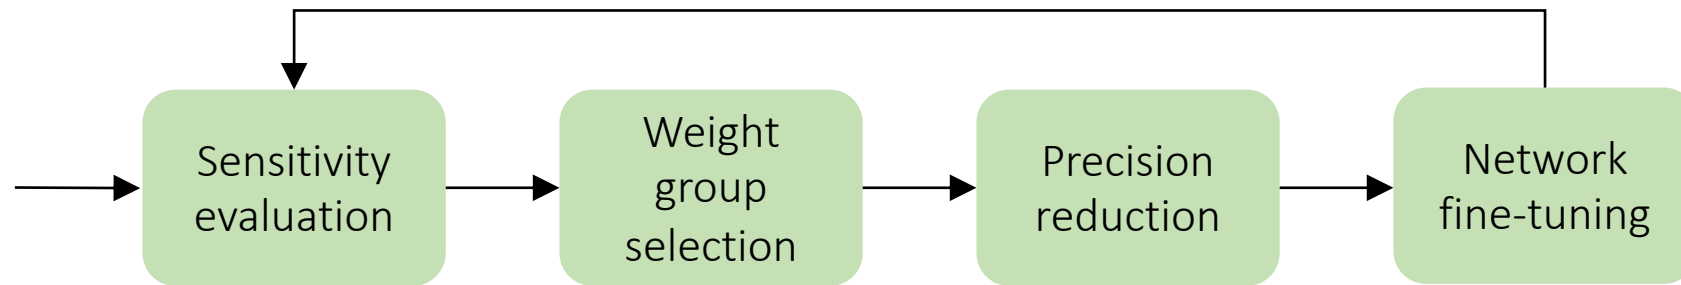 Sensitivity
evaluation
Weight
group
selection
Precision
reduction
Network
fine-tuning